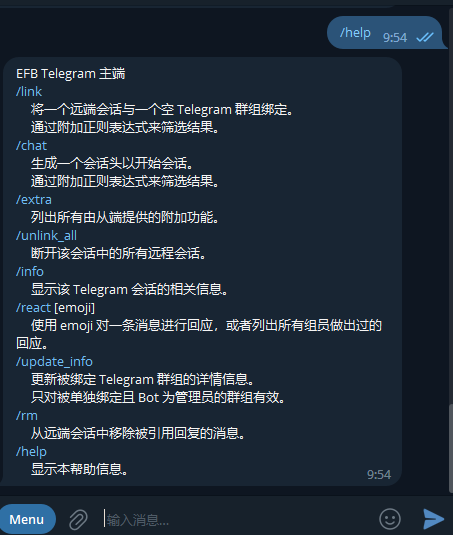 /help 9:54
EFB Telegram 主端
/link
将一个远端会话与一个空 Telegram 群组绑定。
通过附加正则表达式来筛选结果。
/chat
生成一个会话头以开始会话。
通过附加正则表达式来筛选结果。
/extra
列出所有由从端提供的附加功能。
/unlink_all
断开该会话中的所有远程会话。
/info
显示该 Telegram 会话的相关信息。
/react [emoji]
使用 emoji 对一条消息进行回应，或者列出所有组员做出过的
回应。
/update_info
更新被绑定 Telegram 群组的详情信息。
只对被单独绑定且 Bot 为管理员的群组有效。
/rm
从远端会话中移除被引用回复的消息。
/help
显示本帮助信息。
9:54
Menu 输入消息...